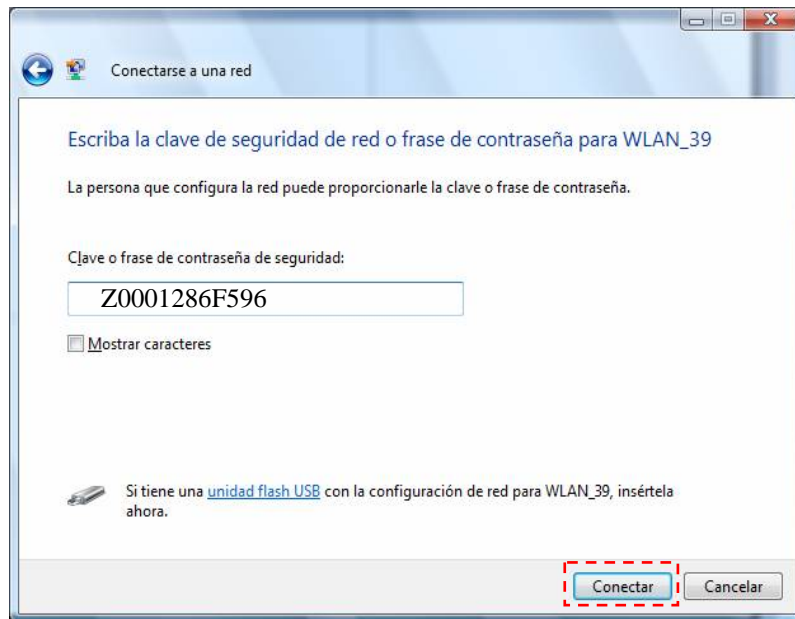 Conectarse a una red
Escriba la clave de seguridad de red o frase de contraseña para WLAN_39
La persona que configura la red puede proporcionarle la clave o frase de contraseña.
Clave o frase de contraseña de seguridad:
Z0001286F596
Mostrar caracteres
Si tiene una unidad flash USB con la configuración de red para WLAN_39, insértela
ahora.
Conectar Cancelar